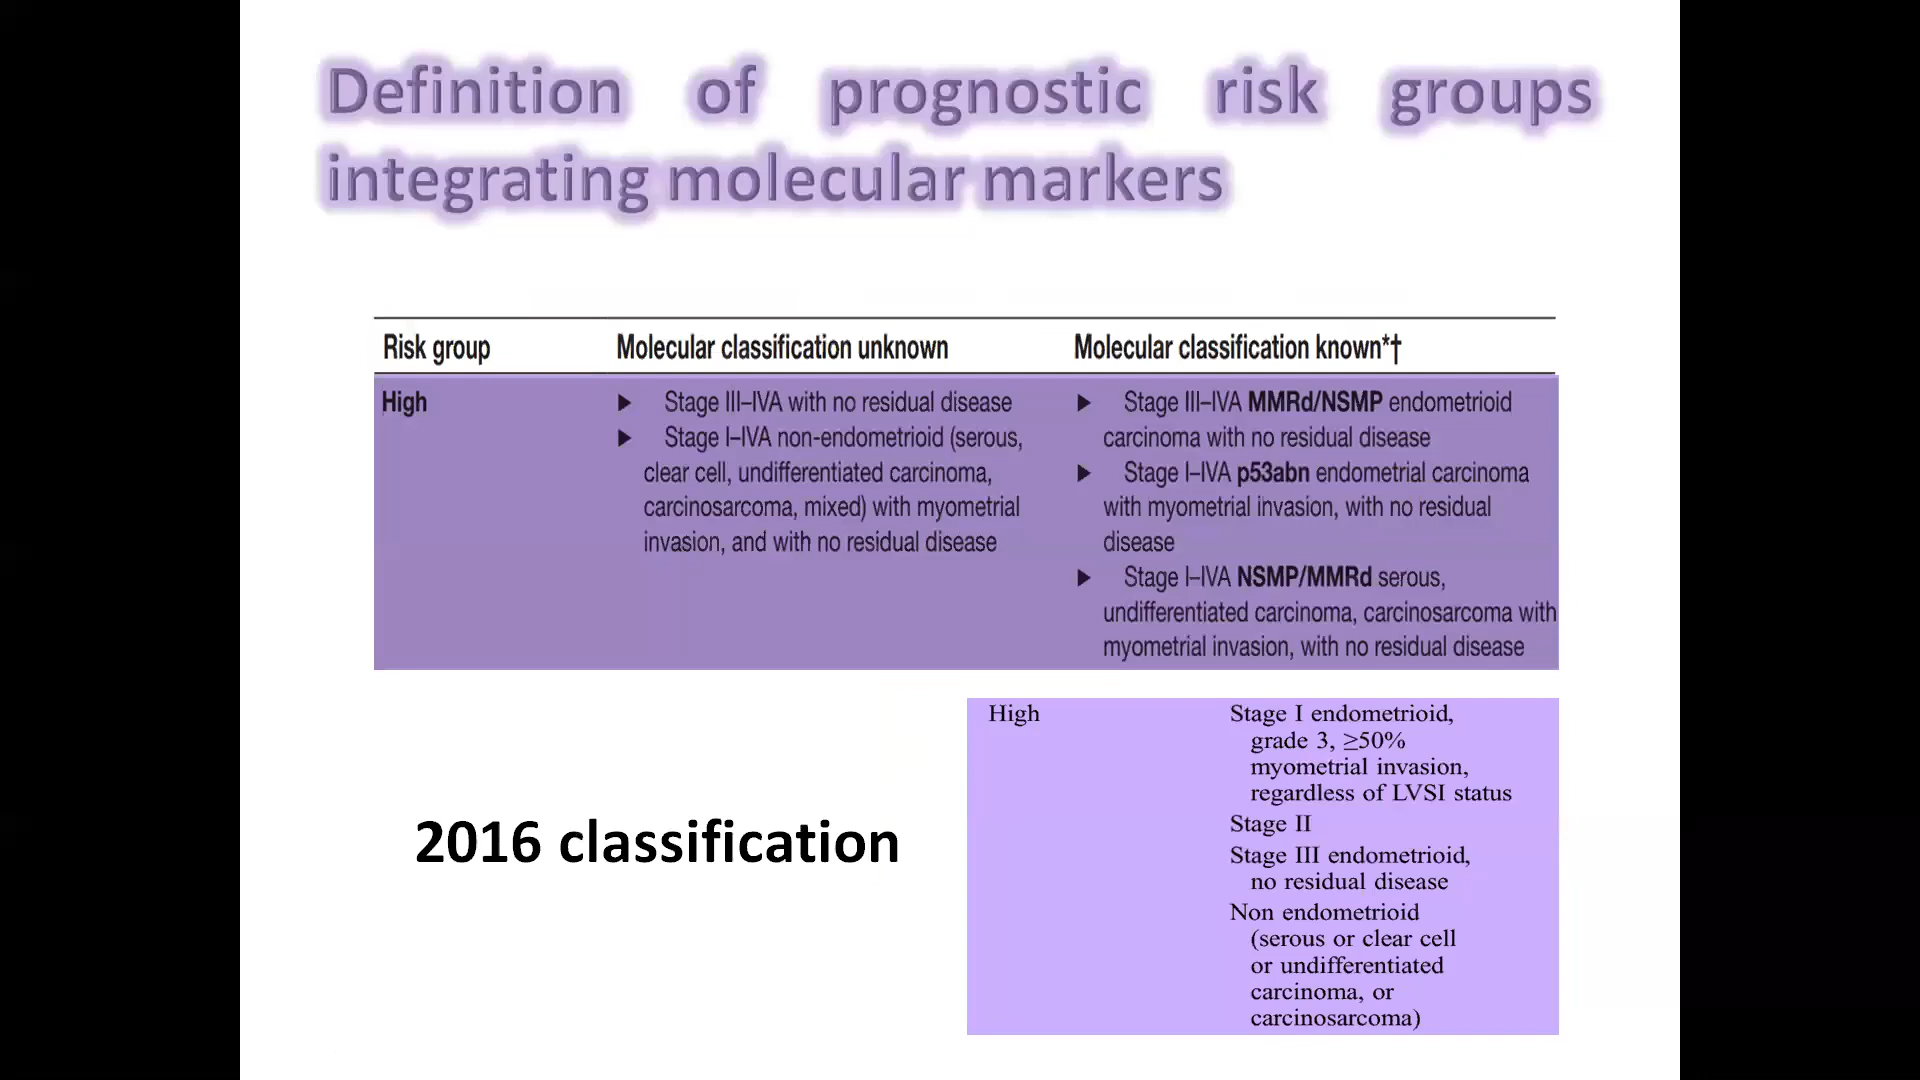 Definition of prognostic risk groups
integrating molecular markers
Risk group Molecular classification unknown Molecular classification known*†
High
▶ Stage III–IVA with no residual disease
▶ Stage I–IVA non-endometrioid (serous,
clear cell, undifferentiated carcinoma,
carcinosarcoma, mixed) with myometrial
invasion, and with no residual disease
▶ Stage III–IVA MMRd/NSMP endometrioid
carcinoma with no residual disease
▶ Stage I–IVA p53abn endometrial carcinoma
with myometrial invasion, with no residual
disease
▶ Stage I–IVA NSMP/MMRd serous,
undifferentiated carcinoma, carcinosarcoma with
myometrial invasion, with no residual disease
2016 classification
High
Stage I endometrioid,
grade 3, ≥50%
myometrial invasion,
regardless of LVSI status
Stage II
Stage III endometrioid,
no residual disease
Non endometrioid
(serous or clear cell
or undifferentiated
carcinoma, or
carcinosarcoma)